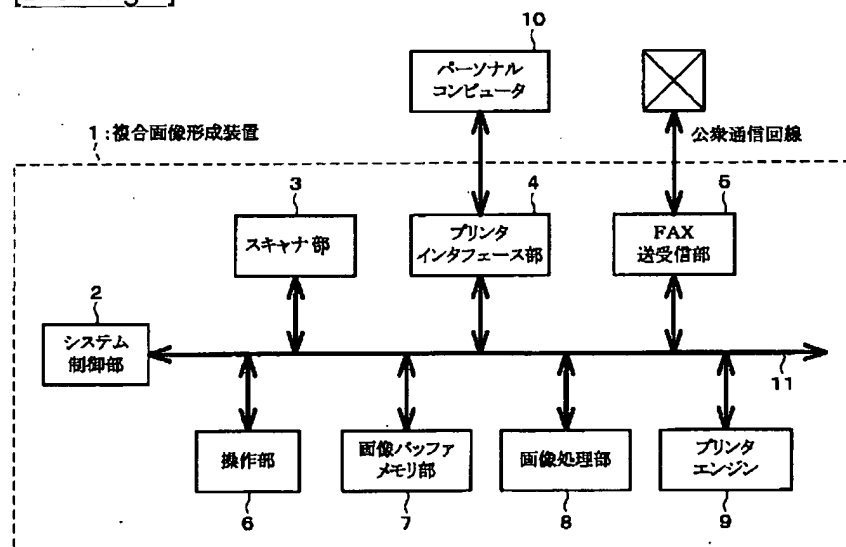 10
パーソナル
コンピュータ
1:複合画像形成装置
公衆通信回線
3
スキャナ部
4
プリンタ
インタフェース部
5
FAX
送受信部
2
システム
制御部
11
操作部
6
画像バッファ
メモリ部
7
画像処理部
8
プリンタ
エンジン
9